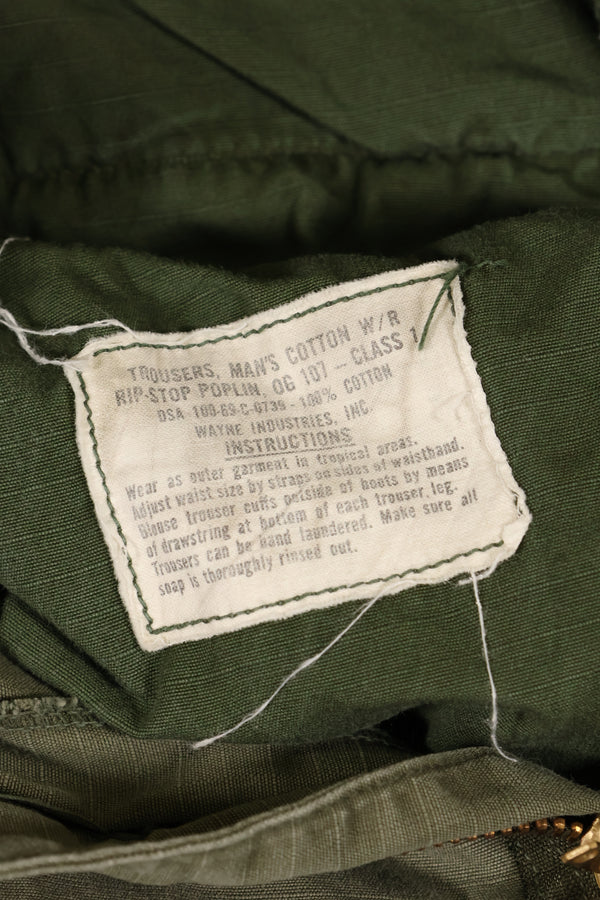 TROUSERS, MAN'S COTTON W/R
RIP-STOP POPLIN, OG 107 - CLASS 1
DSA 100-69-C-0739 - 100% COTTON
WAYNE INDUSTRIES, INC.
INSTRUCTIONS
Wear as outer garment in tropical areas.
Adjust waist size by straps on sides of waistband.
Blouse trouser cuffs outside of boots by means
of drawstring at bottom of each trouser leg.
Trousers can be hand laundered. Make sure all
soap is thoroughly rinsed out.